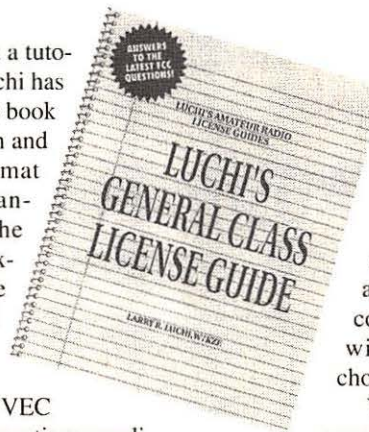 a tuto-
chi has
book
n and
mat
an-
he
k-
e
VEC
ANSWERS
TO THE
LATEST FCC
QUESTIONS!
LUCHI'S AMATEUR RADIO
LICENSE GUIDES
LUCHI'S
GENERAL CLASS
LICENSE GUIDE
LARRY R. LUCHI, W7KZE
a
co
wi
cho